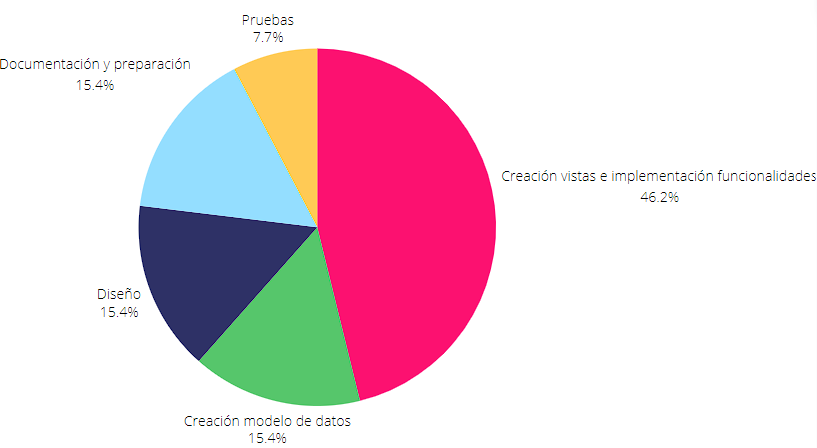 Pruebas
7.7%
Documentación y preparación
15.4%
Creación vistas e implementación funcionalidades
46.2%
Diseño
15.4%
Creación modelo de datos
15.4%